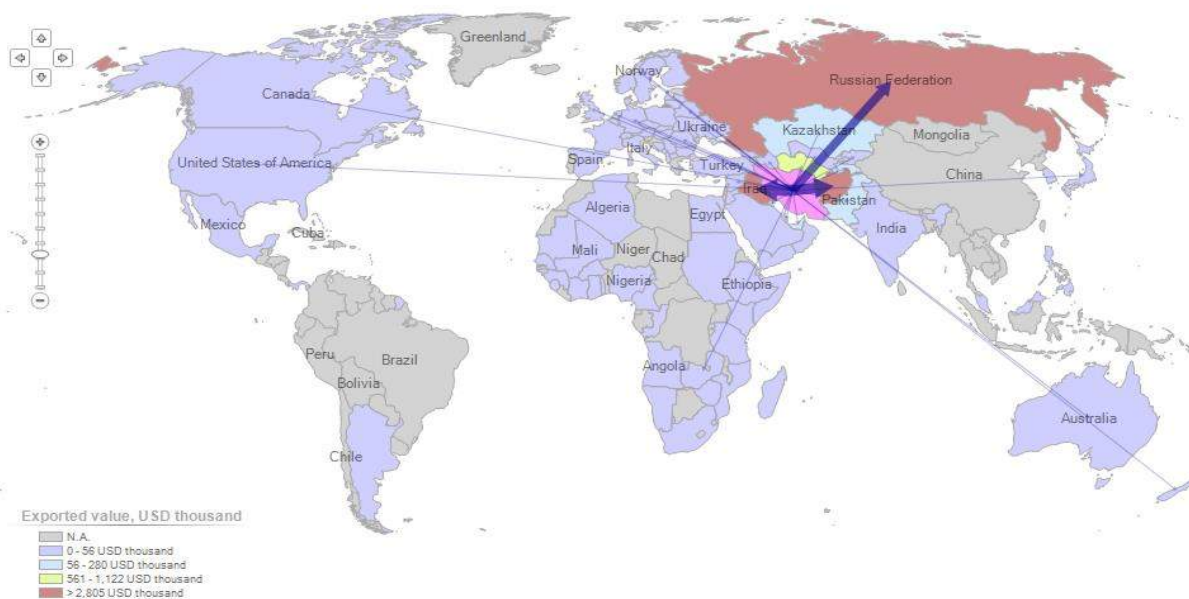 Greenland
Norway
Russian Federation
Canada
Ukraine
Kazakhstan
Mongolia
Italy
Spain
Turkey
United States of America
China
Iraq
Pakistan
Mexico
Algeria
Egypt
India
Cuba
Mali
Niger
Chad
Nigeria
Ethiopia
Peru
Brazil
Angola
Bolivia
Australia
Chile
Exported value, USD thousand
N.A.
0 - 56 USD thousand
56 - 280 USD thousand
561 - 1,122 USD thousand
> 2,805 USD thousand